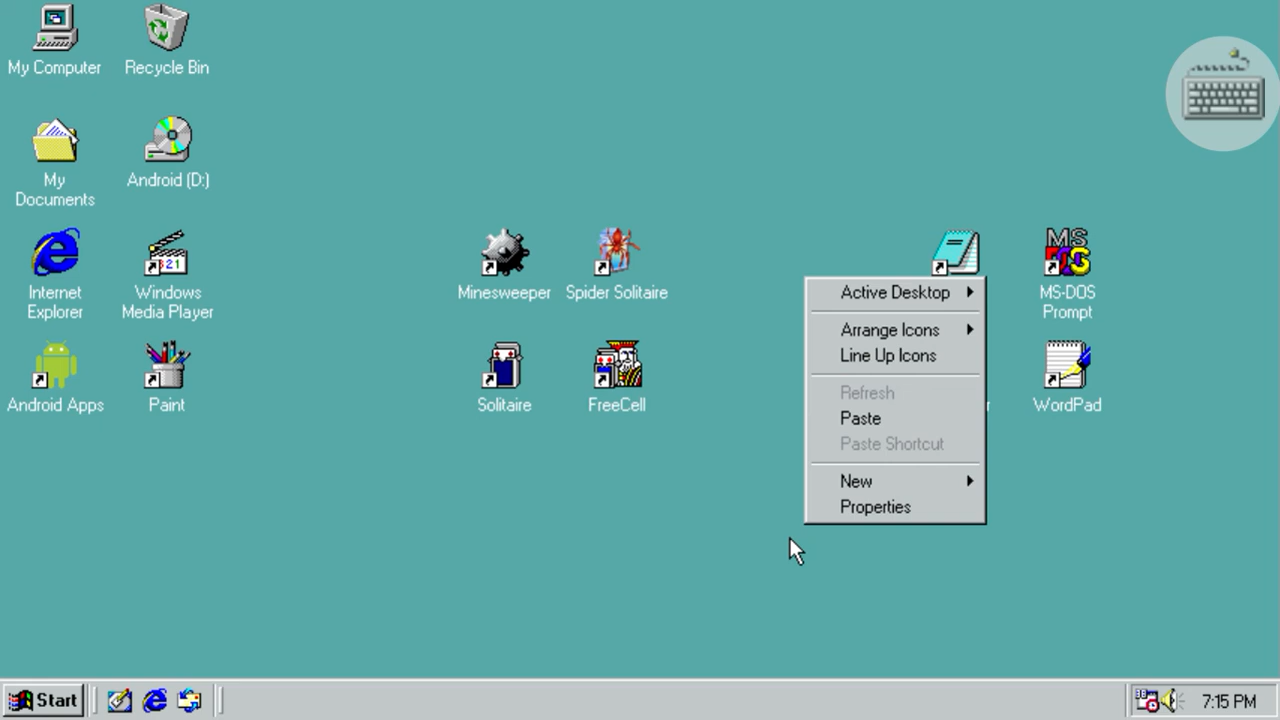 My Computer
Recycle Bin
My
Documents
Android (D:)
Internet
Explorer
Windows
Media Player
Android Apps
Paint
Minesweeper
Spider Solitaire
Solitaire
FreeCell
MS-DOS
Prompt
WordPad
Active Desktop
Arrange Icons
Line Up Icons
Refresh
Paste
Paste Shortcut
New
Properties
Start
7:15 PM